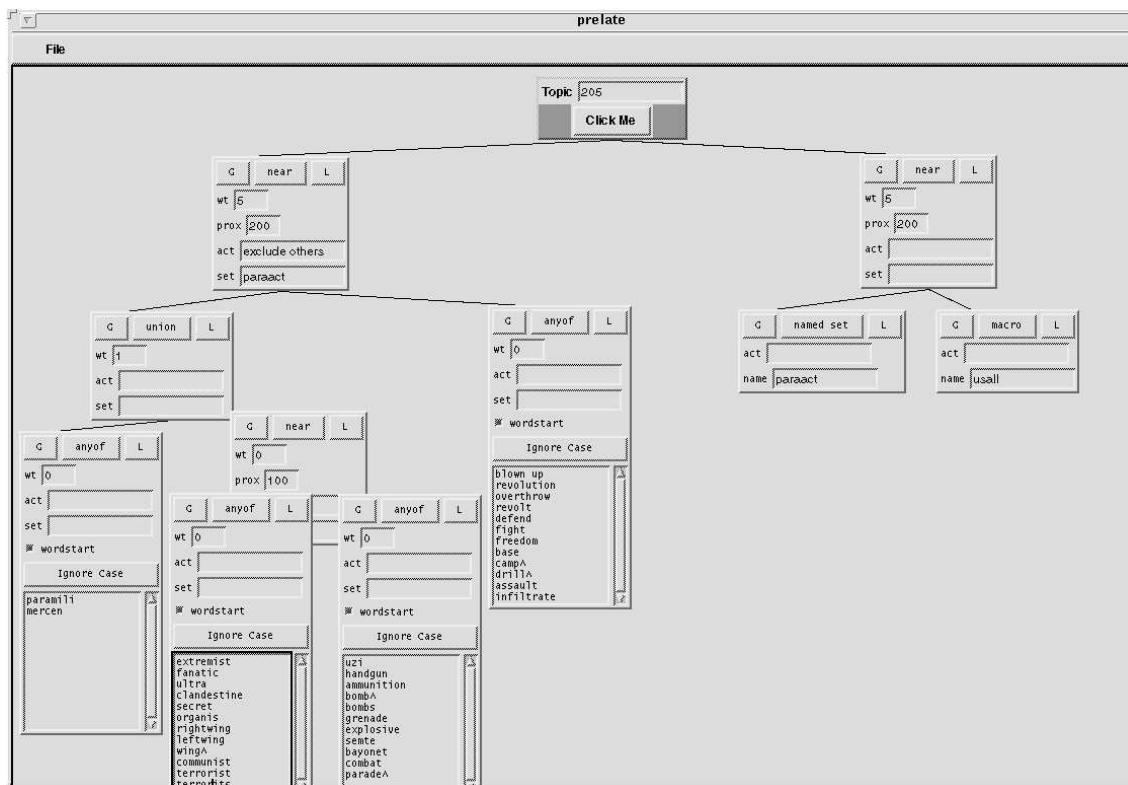 prelate
File
Topic 205
Click Me
G near L
wt 5
prox 200
act exclude others
set paraact
G near L
wt 5
prox 200
act
set
G union L
wt 1
act
set
G anyof L
wt 0
act
set
wordstart
Ignore Case
blown up
revolution
overthrow
revolt
defend
fight
freedom
base
camp^
drill^
assault
infiltrate
G named set L
act
name paraact
G macro L
act
name usall
G anyof L
wt 0
act
set
wordstart
Ignore Case
paramili
mercen
G near L
wt 0
prox 100
G anyof L
wt 0
act
set
wordstart
Ignore Case
extremist
fanatic
ultra
clandestine
secret
organis
rightwing
leftwing
wing^
communist
terrorist
G anyof L
wt 0
act
set
wordstart
Ignore Case
uzi
handgun
ammunition
bomb^
bombs
grenade
explosive
semte
bayonet
combat
parade^